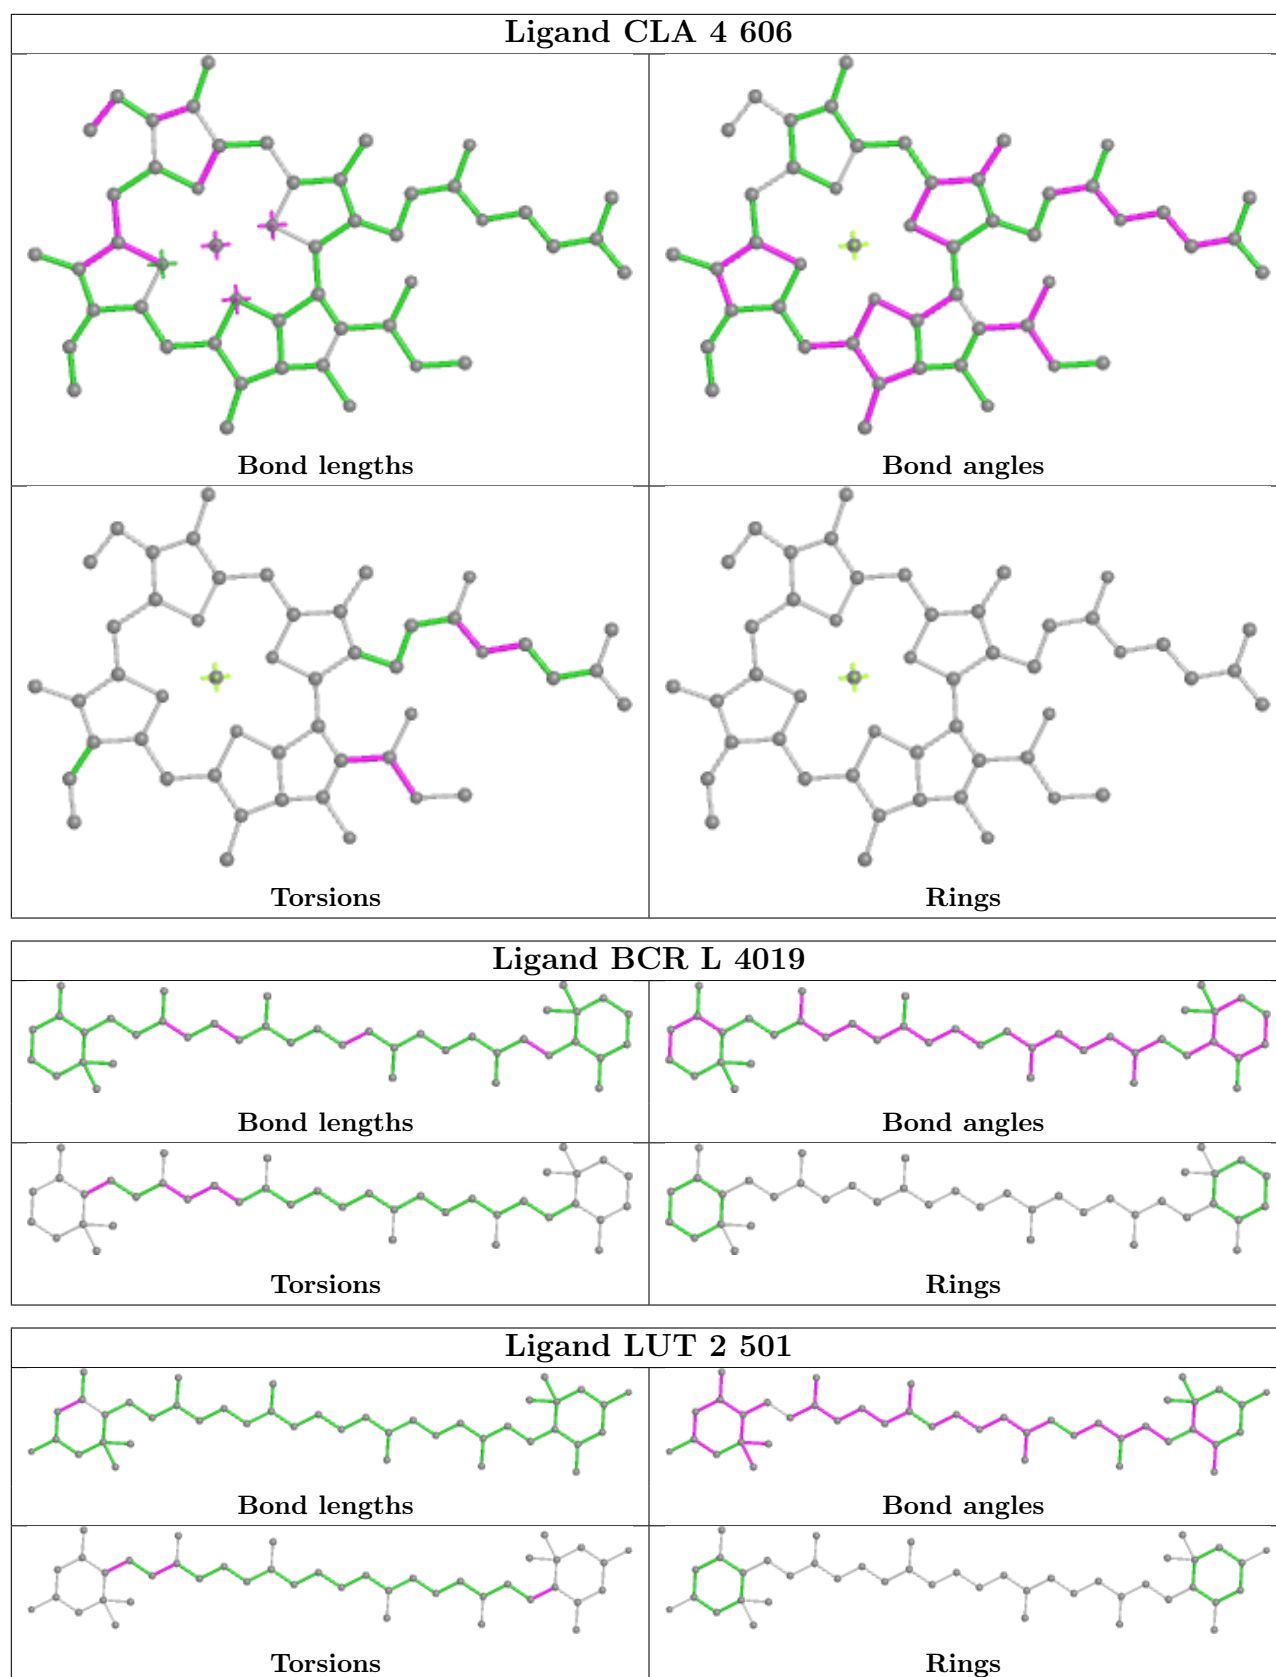 Ligand CLA 4 606
Bond lengths
Bond angles
Torsions
Rings
Ligand BCR L 4019
Bond lengths
Bond angles
Torsions
Rings
Ligand LUT 2 501
Bond lengths
Bond angles
Torsions
Rings